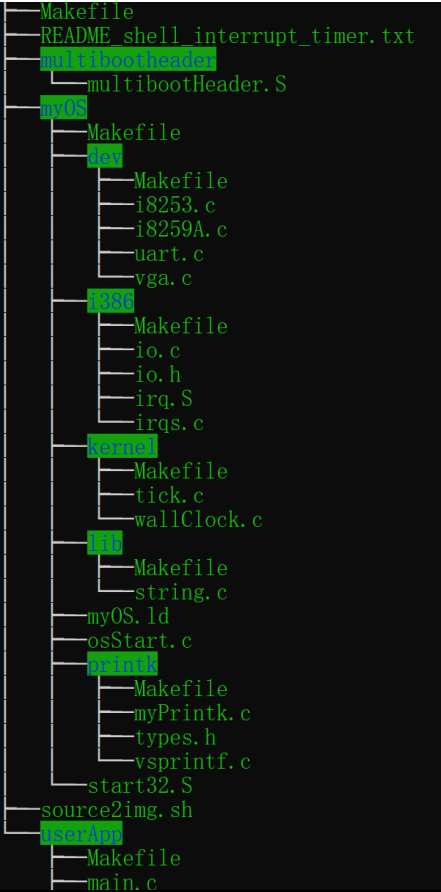 Makefile
README_shell_interrupt_timer.txt
multibootheader
multibootHeader.S
myOS
Makefile
dev
Makefile
i8253.c
i8259A.c
uart.c
vga.c
i386
Makefile
io.c
io.h
irq.S
irqs.c
kernel
Makefile
tick.c
wallClock.c
lib
Makefile
string.c
myOS.ld
osStart.c
printk
Makefile
myPrintk.c
types.h
vsprintf.c
start32.S
source2img.sh
userApp
Makefile
main.c